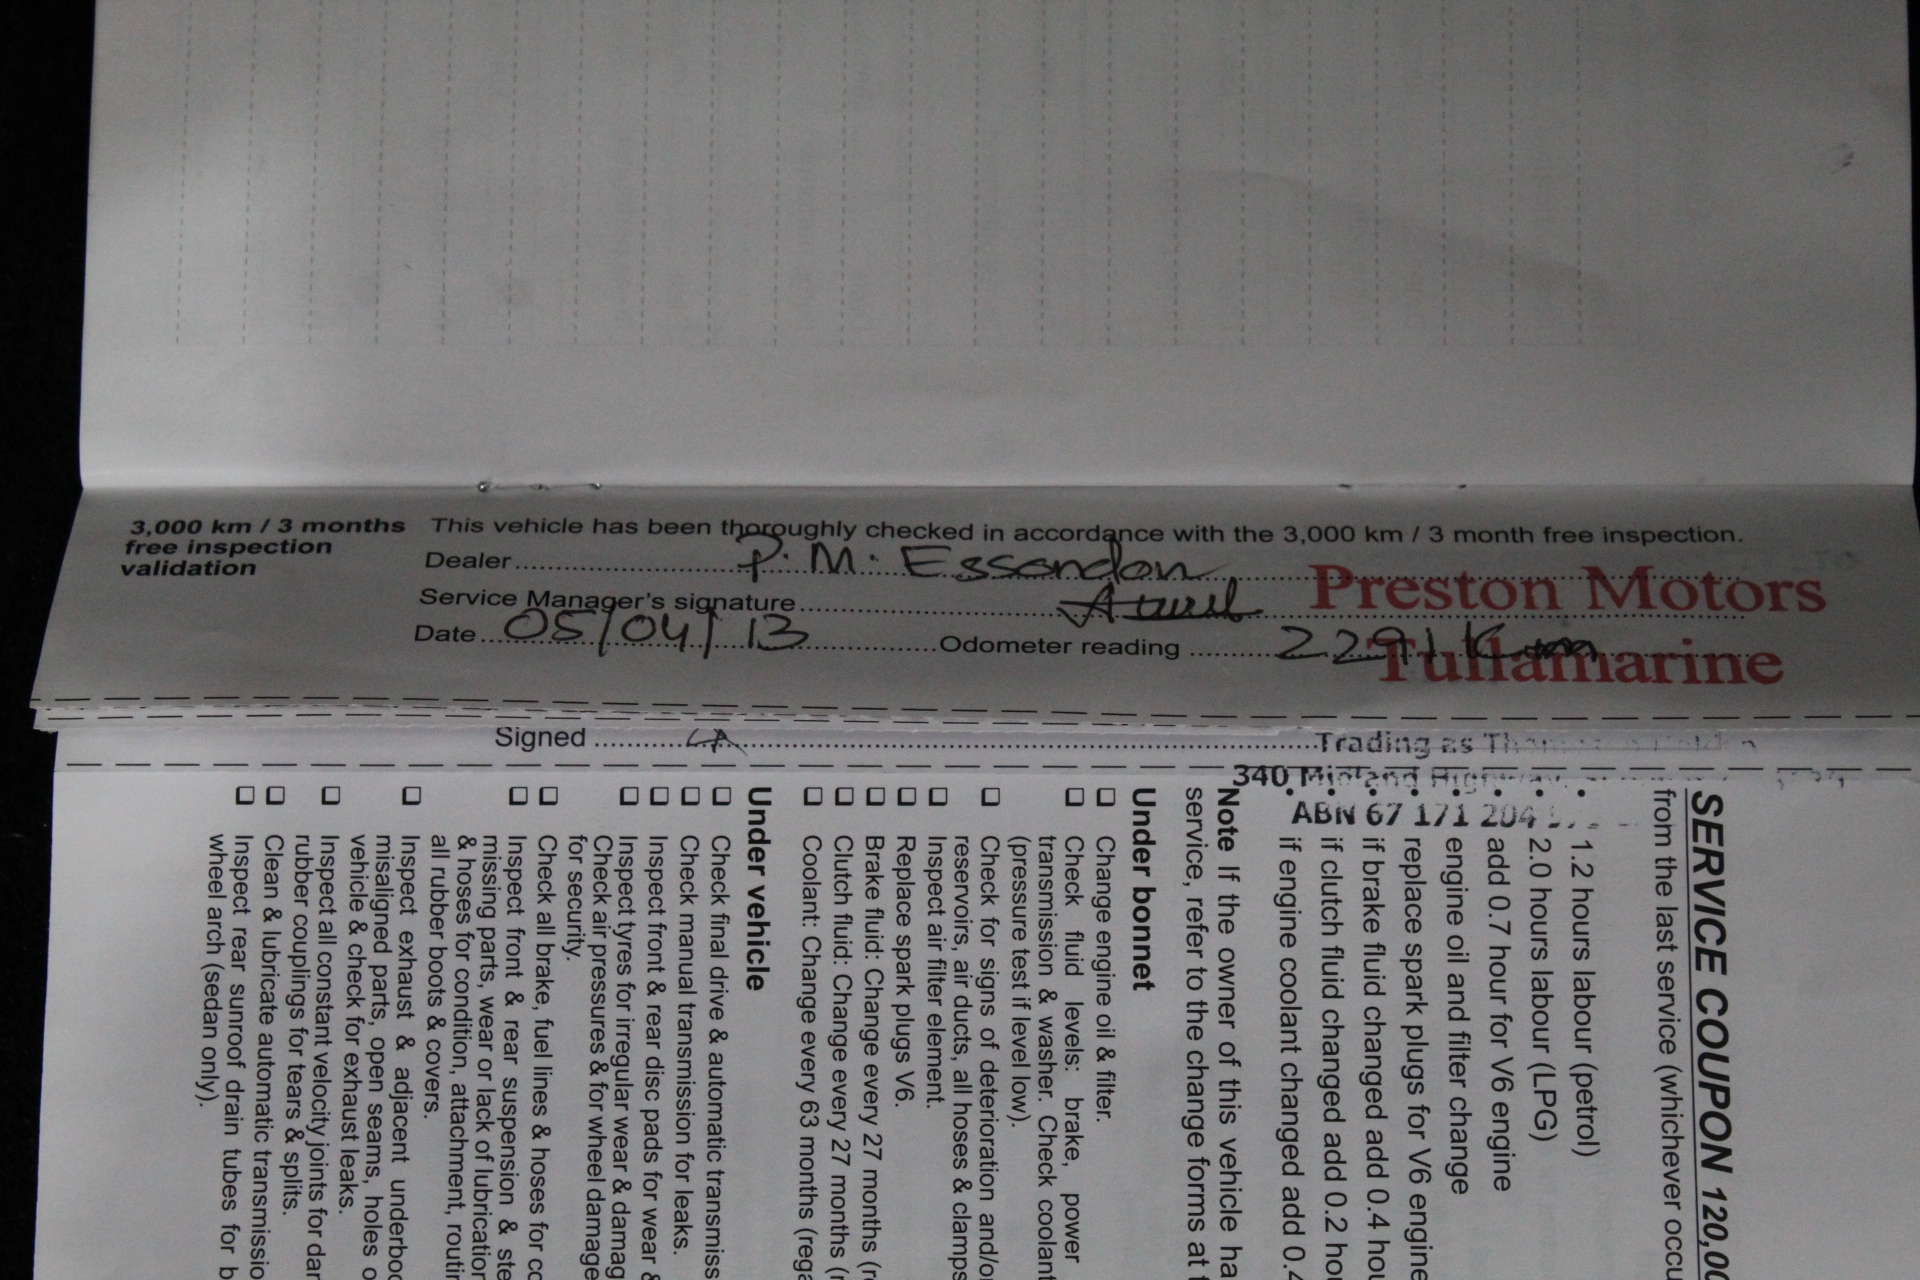 3,000 km / 3 months
free inspection
validation
This vehicle has been thoroughly checked in accordance with the 3,000 km / 3 month free inspection.
Dealer P. M. Essendon
Service Manager's signature
Date 05/04/13 Odometer reading 2291 Km
Preston Motors
Tullamarine
Signed
Trading as
340 Midland
ABN 67 171 204
SERVICE COUPON 120,00
from the last service (whichever occu
• 1.2 hours labour (petrol)
• 2.0 hours labour (LPG)
• add 0.7 hour for V6 engine
• engine oil and filter change
• replace spark plugs for V6 engine
• if brake fluid changed add 0.4 hou
• if clutch fluid changed add 0.2 hou
• if engine coolant changed add 0.4
Note If the owner of this vehicle ha
service, refer to the change forms at t
Under bonnet
☐ Change engine oil & filter.
☐ Check fluid levels: brake, power
transmission & washer. Check coolant
(pressure test if level low).
☐ Check for signs of deterioration and/o
reservoirs, air ducts, all hoses & clamps
☐ Inspect air filter element.
☐ Replace spark plugs V6.
☐ Brake fluid: Change every 27 months (r
☐ Clutch fluid: Change every 27 months (r
☐ Coolant: Change every 63 months (rega
Under vehicle
☐ Check final drive & automatic transmiss
☐ Check manual transmission for leaks.
☐ Inspect front & rear disc pads for wear &
☐ Inspect tyres for irregular wear & damag
Check air pressures & for wheel damage
for security.
☐ Check all brake, fuel lines & hoses for co
☐ Inspect front & rear suspension & ste
missing parts, wear or lack of lubrication
& hoses for condition, attachment, routin
all rubber boots & covers.
☐ Inspect exhaust & adjacent underbod
misaligned parts, open seams, holes o
vehicle & check for exhaust leaks.
☐ Inspect all constant velocity joints for dam
rubber couplings for tears & splits.
☐ Clean & lubricate automatic transmissio
☐ Inspect rear sunroof drain tubes for b
wheel arch (sedan only).